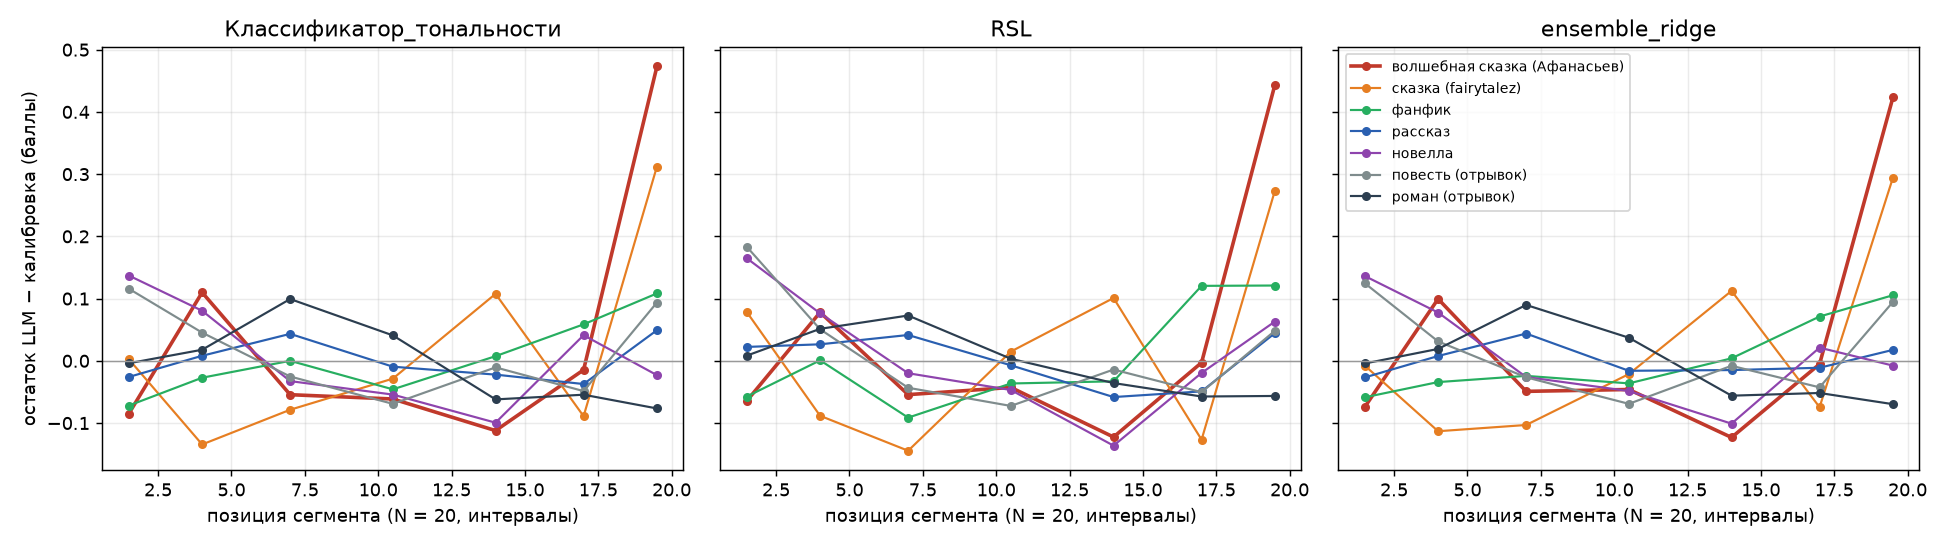 Классификатор_тональности
RSL
ensemble_ridge
остаток LLM − калибровка (баллы)
0.5
0.4
0.3
0.2
0.1
0.0
−0.1
волшебная сказка (Афанасьев)
сказка (fairytalez)
фанфик
рассказ
новелла
повесть (отрывок)
роман (отрывок)
2.5 5.0 7.5 10.0 12.5 15.0 17.5 20.0
2.5 5.0 7.5 10.0 12.5 15.0 17.5 20.0
2.5 5.0 7.5 10.0 12.5 15.0 17.5 20.0
позиция сегмента (N = 20, интервалы)
позиция сегмента (N = 20, интервалы)
позиция сегмента (N = 20, интервалы)